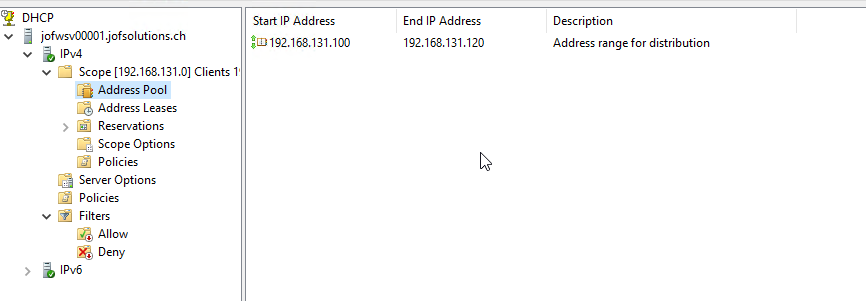 DHCP
jofwsv00001.jofsolutions.ch
IPv4
Scope [192.168.131.0] Clients
Address Pool
Address Leases
Reservations
Scope Options
Policies
Server Options
Policies
Filters
Allow
Deny
IPv6
Start IP Address End IP Address Description
192.168.131.100 192.168.131.120 Address range for distribution